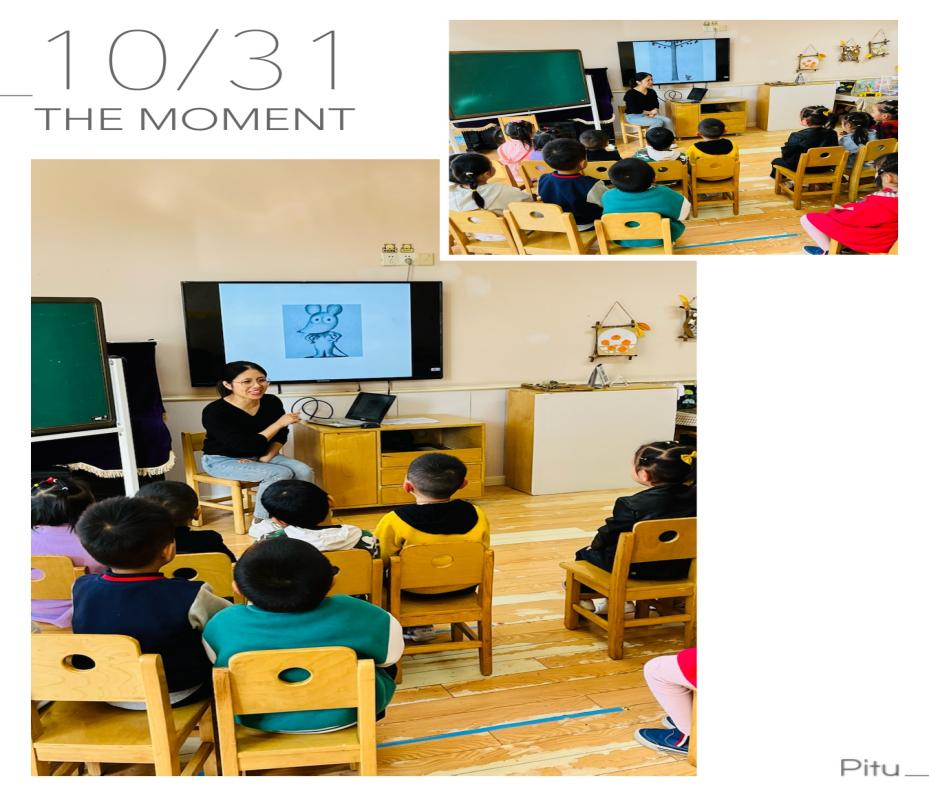 10/31
THE MOMENT
Pitu